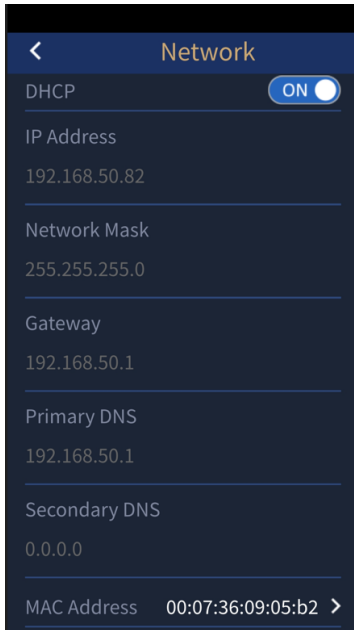 Network
DHCP ON
IP Address
192.168.50.82
Network Mask
255.255.255.0
Gateway
192.168.50.1
Primary DNS
192.168.50.1
Secondary DNS
0.0.0.0
MAC Address 00:07:36:09:05:b2